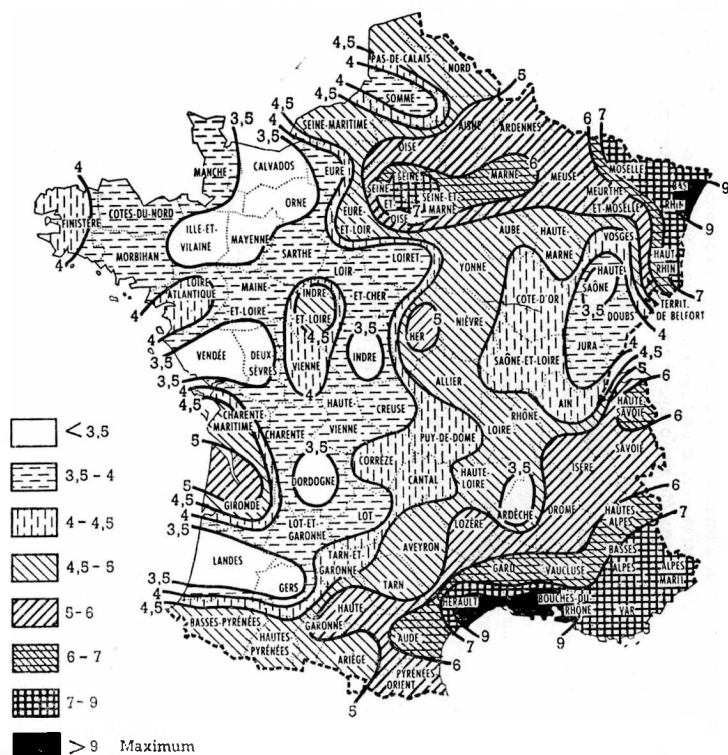 4,5
PAS-DE-CALAIS
4
NORD
4
4,5
SOMME
5
4,5
SEINE-MARITIME
4
3,5
OISE
AISNE
ARDENNES
3,5
6
7
MANCHE
CALVADOS
EURE
SEINE
MARNE
6
MEUSE
MOSELLE
BAS
9
4
ORNE
SEINE
ET
OISE
SEINE-ET
MARNE
MEURTHE
ET-MOSELLE
RHIN
9
FINISTÈRE
COTES-DU-NORD
EURE
ET-LOIR
7
ILLE-ET
VILAINE
MAYENNE
AUBE
HAUTE
MARNE
VOSGES
HAUT
RHIN
4
MORBIHAN
SARTHE
LOIRET
YONNE
HAUTE
SAÔNE
7
LOIR
ET-CHER
CÔTE-D'OR
TERRIT.
DE BELFORT
LOIRE
ATLANTIQUE
MAINE
ET-LOIRE
INDRE
ET-LOIRE
3,5
DOUBS
4
4
5
NIÈVRE
4
4,5
3,5
CHER
JURA
4,5
3,5
VENDÉE
DEUX
SÈVRES
VIENNE
INDRE
SAÔNE-ET-LOIRE
5
3,5
4
ALLIER
AIN
HAUTE
SAVOIE
6
4
4,5
CHARENTE
MARITIME
HAUTE
VIENNE
CREUSE
RHÔNE
6
LOIRE
< 3,5
CHARENTE
PUY-DE-DOME
SAVOIE
5
3,5
CORRÈZE
ISERE
3,5 - 4
DORDOGNE
CANTAL
HAUTE-
LOIRE
3,5
5
6
4 - 4,5
4,5
GIRONDE
ARDÈCHE
DROME
HAUTES
ALPES
4
3,5
LOT-ET
GARONNE
LOT
LOZÈRE
7
4,5 - 5
LANDES
TARN-ET
GARONNE
AVEYRON
BASSES
ALPES
GARD
VAUCLUSE
ALPES
MARIT.
5 - 6
3,5
GERS
TARN
4
4,5
HAUTE
GARONNE
HÉRAULT
BOUCHES-DU-
RHÔNE
VAR
6 - 7
BASSES-PYRÉNÉES
AUDE
7
9
9
HAUTES
PYRÉNÉES
ARIÈGE
6
7 - 9
PYRÉNÉES
ORIENT
5
> 9 Maximum